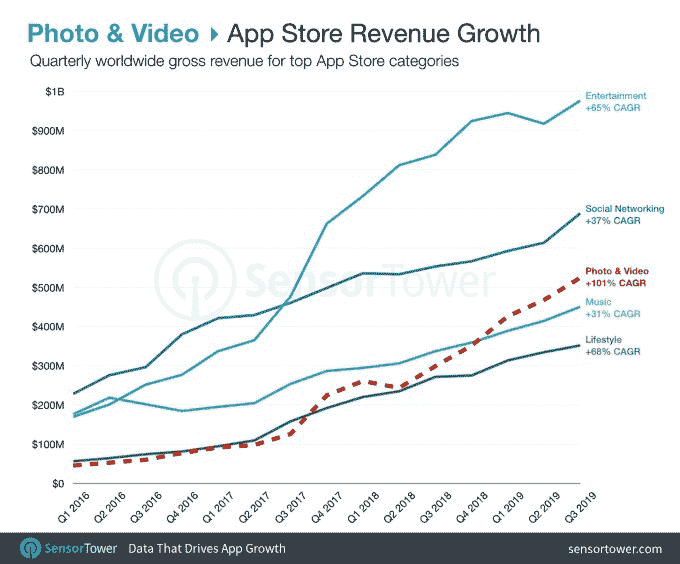 Photo & Video ▸ App Store Revenue Growth
Quarterly worldwide gross revenue for top App Store categories
$1B
$900M
$800M
$700M
$600M
$500M
$400M
$300M
$200M
$100M
$0
Entertainment
+65% CAGR
Social Networking
+37% CAGR
Photo & Video
+101% CAGR
Music
+31% CAGR
Lifestyle
+68% CAGR
SensorTower
Q1 2016
Q2 2016
Q3 2016
Q4 2016
Q1 2017
Q2 2017
Q3 2017
Q4 2017
Q1 2018
Q2 2018
Q3 2018
Q4 2018
Q1 2019
Q2 2019
Q3 2019
SensorTower Data That Drives App Growth sensortower.com